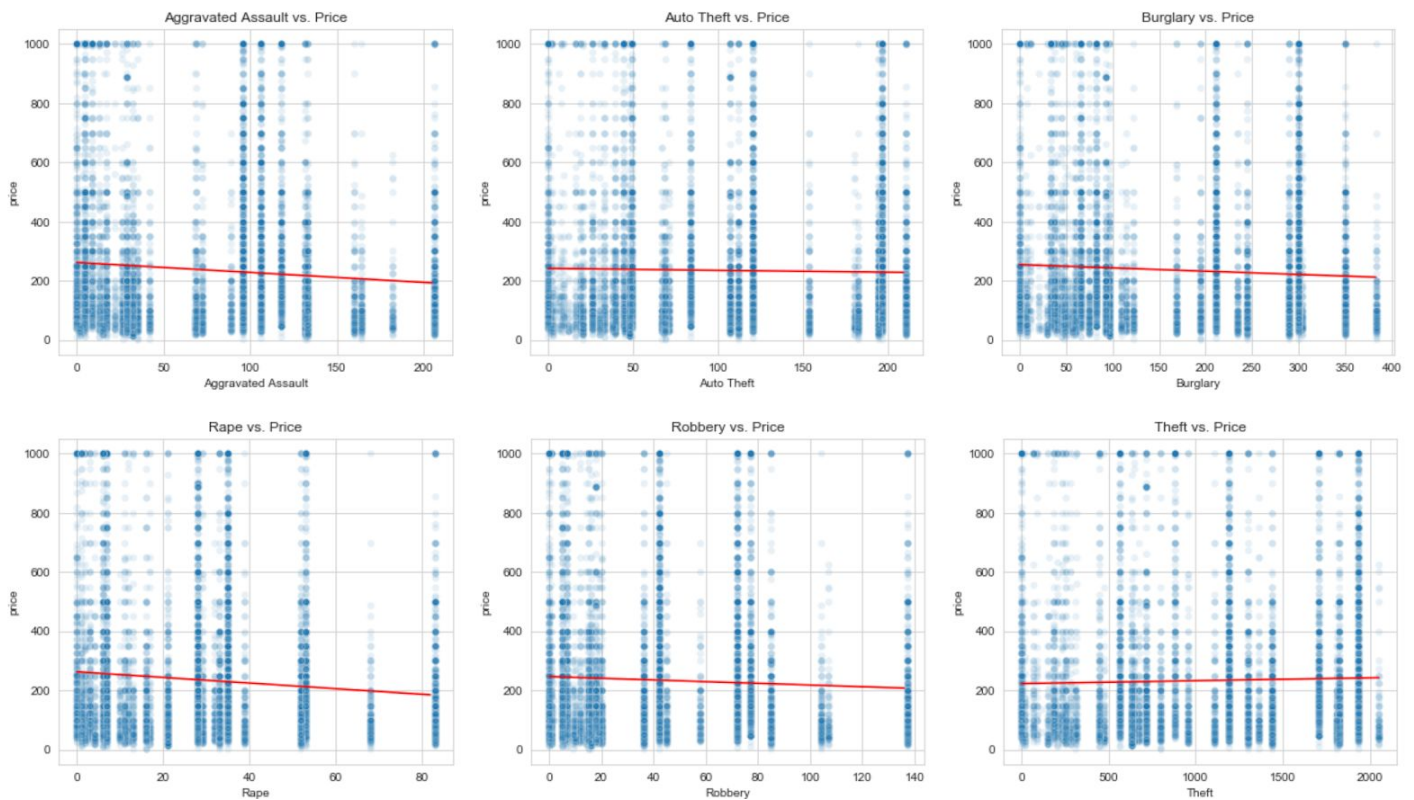 Aggravated Assault vs. Price
Auto Theft vs. Price
Burglary vs. Price
1000
800
600
400
200
0
price
0 50 100 150 200
Aggravated Assault
1000
800
600
400
200
0
price
0 50 100 150 200
Auto Theft
1000
800
600
400
200
0
price
0 50 100 150 200 250 300 350 400
Burglary
Rape vs. Price
Robbery vs. Price
Theft vs. Price
1000
800
600
400
200
0
price
0 20 40 60 80
Rape
1000
800
600
400
200
0
price
0 20 40 60 80 100 120 140
Robbery
1000
800
600
400
200
0
price
0 500 1000 1500 2000
Theft